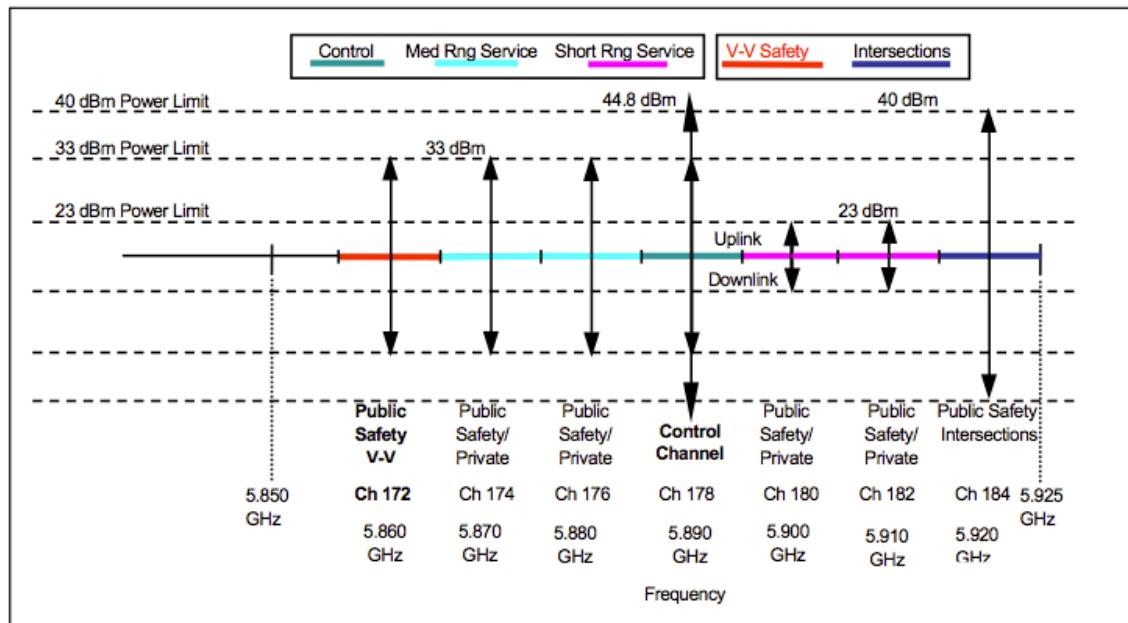 Control Med Rng Service Short Rng Service V-V Safety Intersections
40 dBm Power Limit 44.8 dBm 40 dBm
33 dBm Power Limit 33 dBm
23 dBm Power Limit 23 dBm
Uplink
Downlink
Public Safety V-V
Public Safety/ Private
Public Safety/ Private
Control Channel
Public Safety/ Private
Public Safety/ Private
Public Safety Intersections
5.850 GHz Ch 172 Ch 174 Ch 176 Ch 178 Ch 180 Ch 182 Ch 184 5.925 GHz
5.860 GHz 5.870 GHz 5.880 GHz 5.890 GHz 5.900 GHz 5.910 GHz 5.920 GHz
Frequency